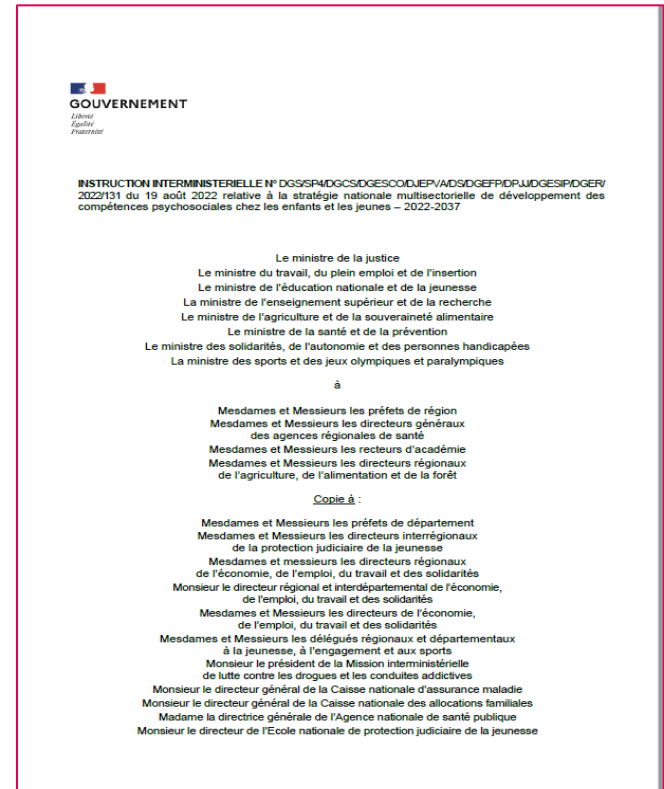 GOUVERNEMENT
Liberté
Égalité
Fraternité
INSTRUCTION INTERMINISTERIELLE N° DGS/SP4/DGCS/DGESCO/DJEPVA/DS/DGEFP/DPJJ/DGESIP/DGER/
2022/131 du 19 août 2022 relative à la stratégie nationale multisectorielle de développement des
compétences psychosociales chez les enfants et les jeunes – 2022-2037
Le ministre de la justice
Le ministre du travail, du plein emploi et de l'insertion
Le ministre de l'éducation nationale et de la jeunesse
La ministre de l'enseignement supérieur et de la recherche
Le ministre de l'agriculture et de la souveraineté alimentaire
Le ministre de la santé et de la prévention
Le ministre des solidarités, de l'autonomie et des personnes handicapées
La ministre des sports et des jeux olympiques et paralympiques
à
Mesdames et Messieurs les préfets de région
Mesdames et Messieurs les directeurs généraux
des agences régionales de santé
Mesdames et Messieurs les recteurs d'académie
Mesdames et Messieurs les directeurs régionaux
de l'agriculture, de l'alimentation et de la forêt
Copie à :
Mesdames et Messieurs les préfets de département
Mesdames et Messieurs les directeurs interrégionaux
de la protection judiciaire de la jeunesse
Mesdames et messieurs les directeurs régionaux
de l'économie, de l'emploi, du travail et des solidarités
Monsieur le directeur régional et interdépartemental de l'économie,
de l'emploi, du travail et des solidarités
Mesdames et Messieurs les directeurs de l'économie,
de l'emploi, du travail et des solidarités
Mesdames et Messieurs les délégués régionaux et départementaux
à la jeunesse, à l'engagement et aux sports
Monsieur le président de la Mission interministérielle
de lutte contre les drogues et les conduites addictives
Monsieur le directeur général de la Caisse nationale d'assurance maladie
Monsieur le directeur général de la Caisse nationale des allocations familiales
Madame la directrice générale de l'Agence nationale de santé publique
Monsieur le directeur de l'Ecole nationale de protection judiciaire de la jeunesse